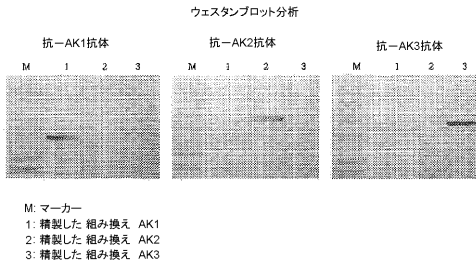 ウェスタンブロット分析
抗ーAK1抗体
抗ーAK2抗体
抗ーAK3抗体
M 1 2 3
M 1 2 3
M 1 2 3
M: マーカー
1: 精製した 組み換え AK1
2: 精製した 組み換え AK2
3: 精製した 組み換え AK3